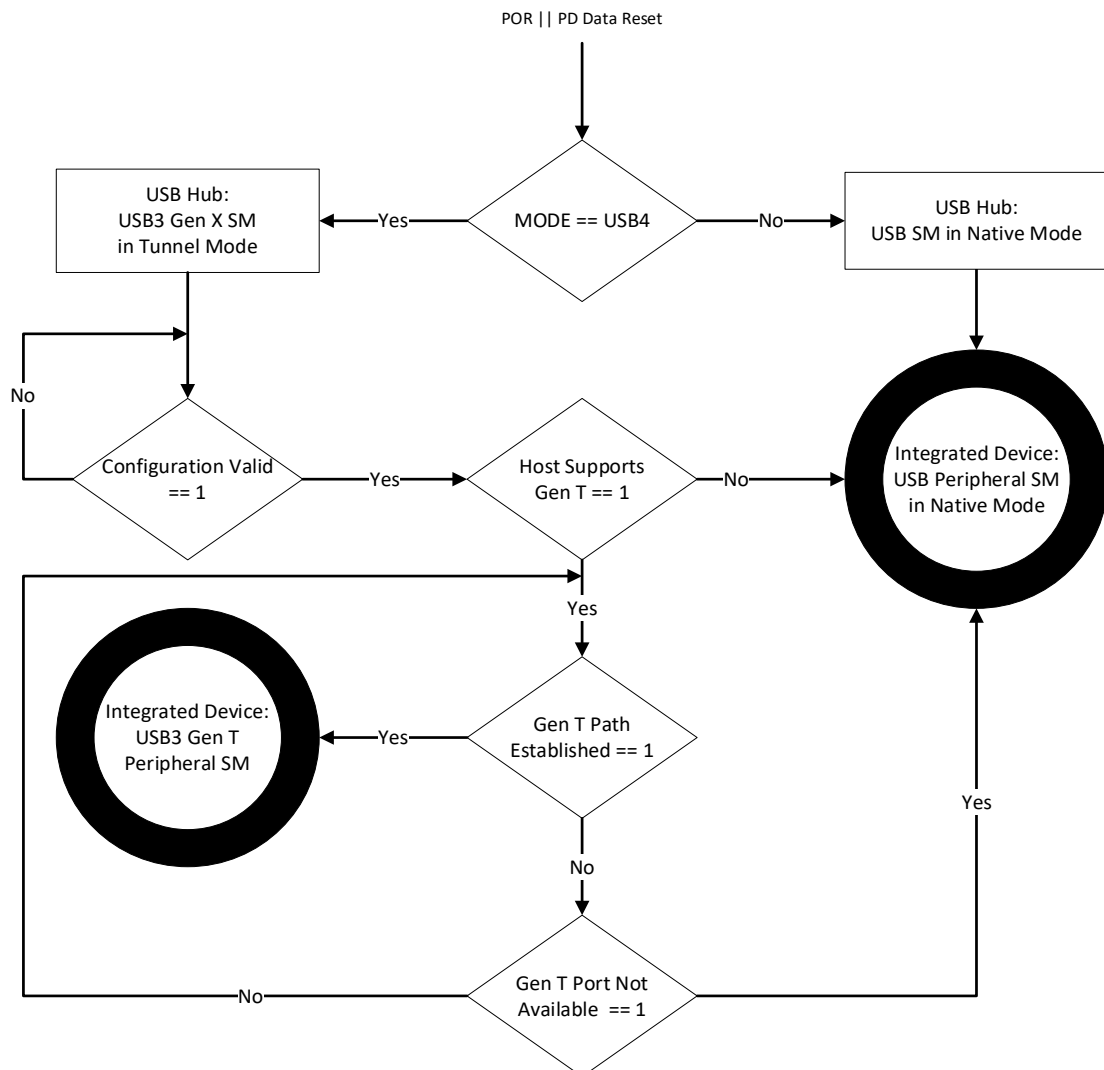 POR || PD Data Reset
USB Hub:
USB3 Gen X SM
in Tunnel Mode
Yes
MODE == USB4
No
USB Hub:
USB SM in Native Mode
No
Configuration Valid
== 1
Yes
Host Supports
Gen T == 1
No
Integrated Device:
USB Peripheral SM
in Native Mode
Yes
Integrated Device:
USB3 Gen T
Peripheral SM
Yes
Gen T Path
Established == 1
Yes
No
No
Gen T Port Not
Available == 1